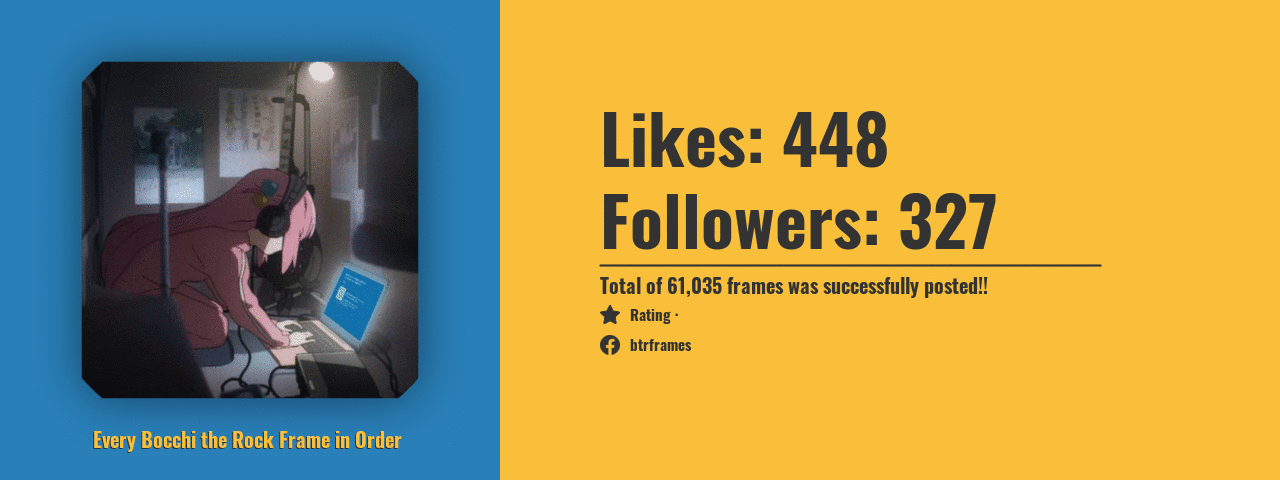 Likes: 448
Followers: 327
Total of 61,035 frames was successfully posted!!
Rating ·
btrframes
Every Bocchi the Rock Frame in Order